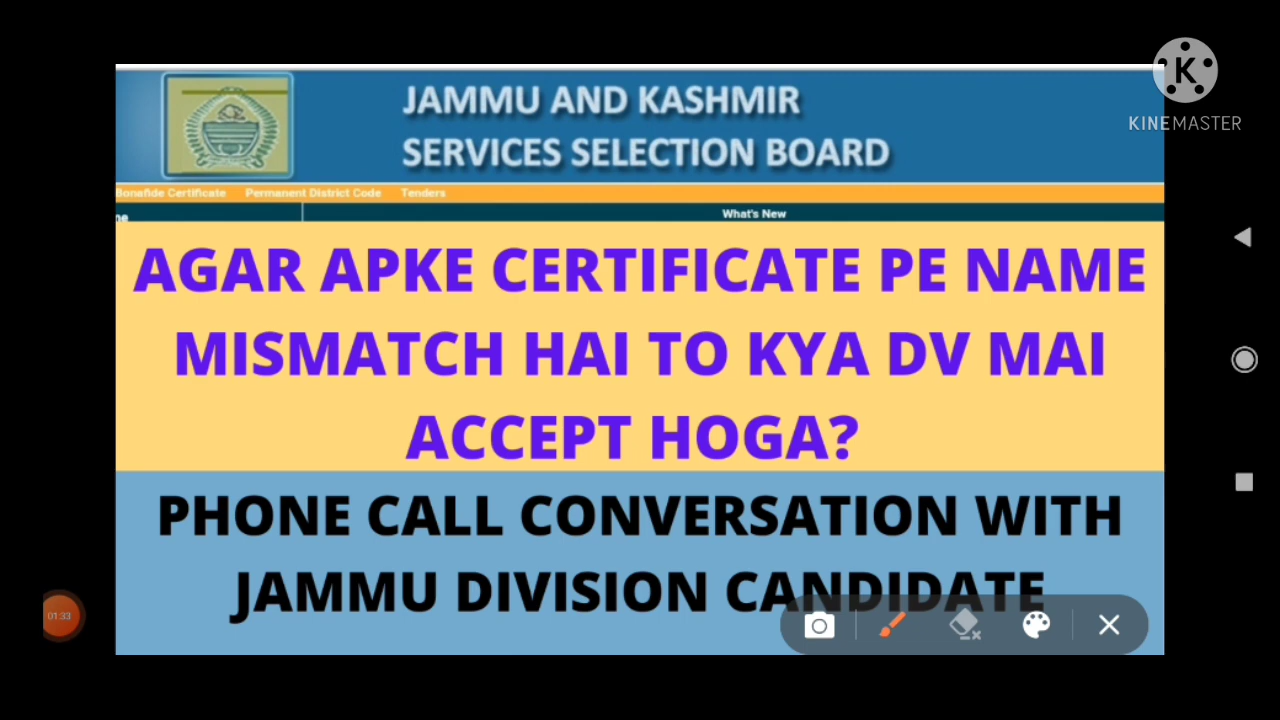 JAMMU AND KASHMIR
SERVICES SELECTION BOARD
K
KINEMASTER
Bonafide Certificate Permanent District Code Tenders
What's New
AGAR APKE CERTIFICATE PE NAME
MISMATCH HAI TO KYA DV MAI
ACCEPT HOGA?
PHONE CALL CONVERSATION WITH
JAMMU DIVISION CANDIDATE
01:33